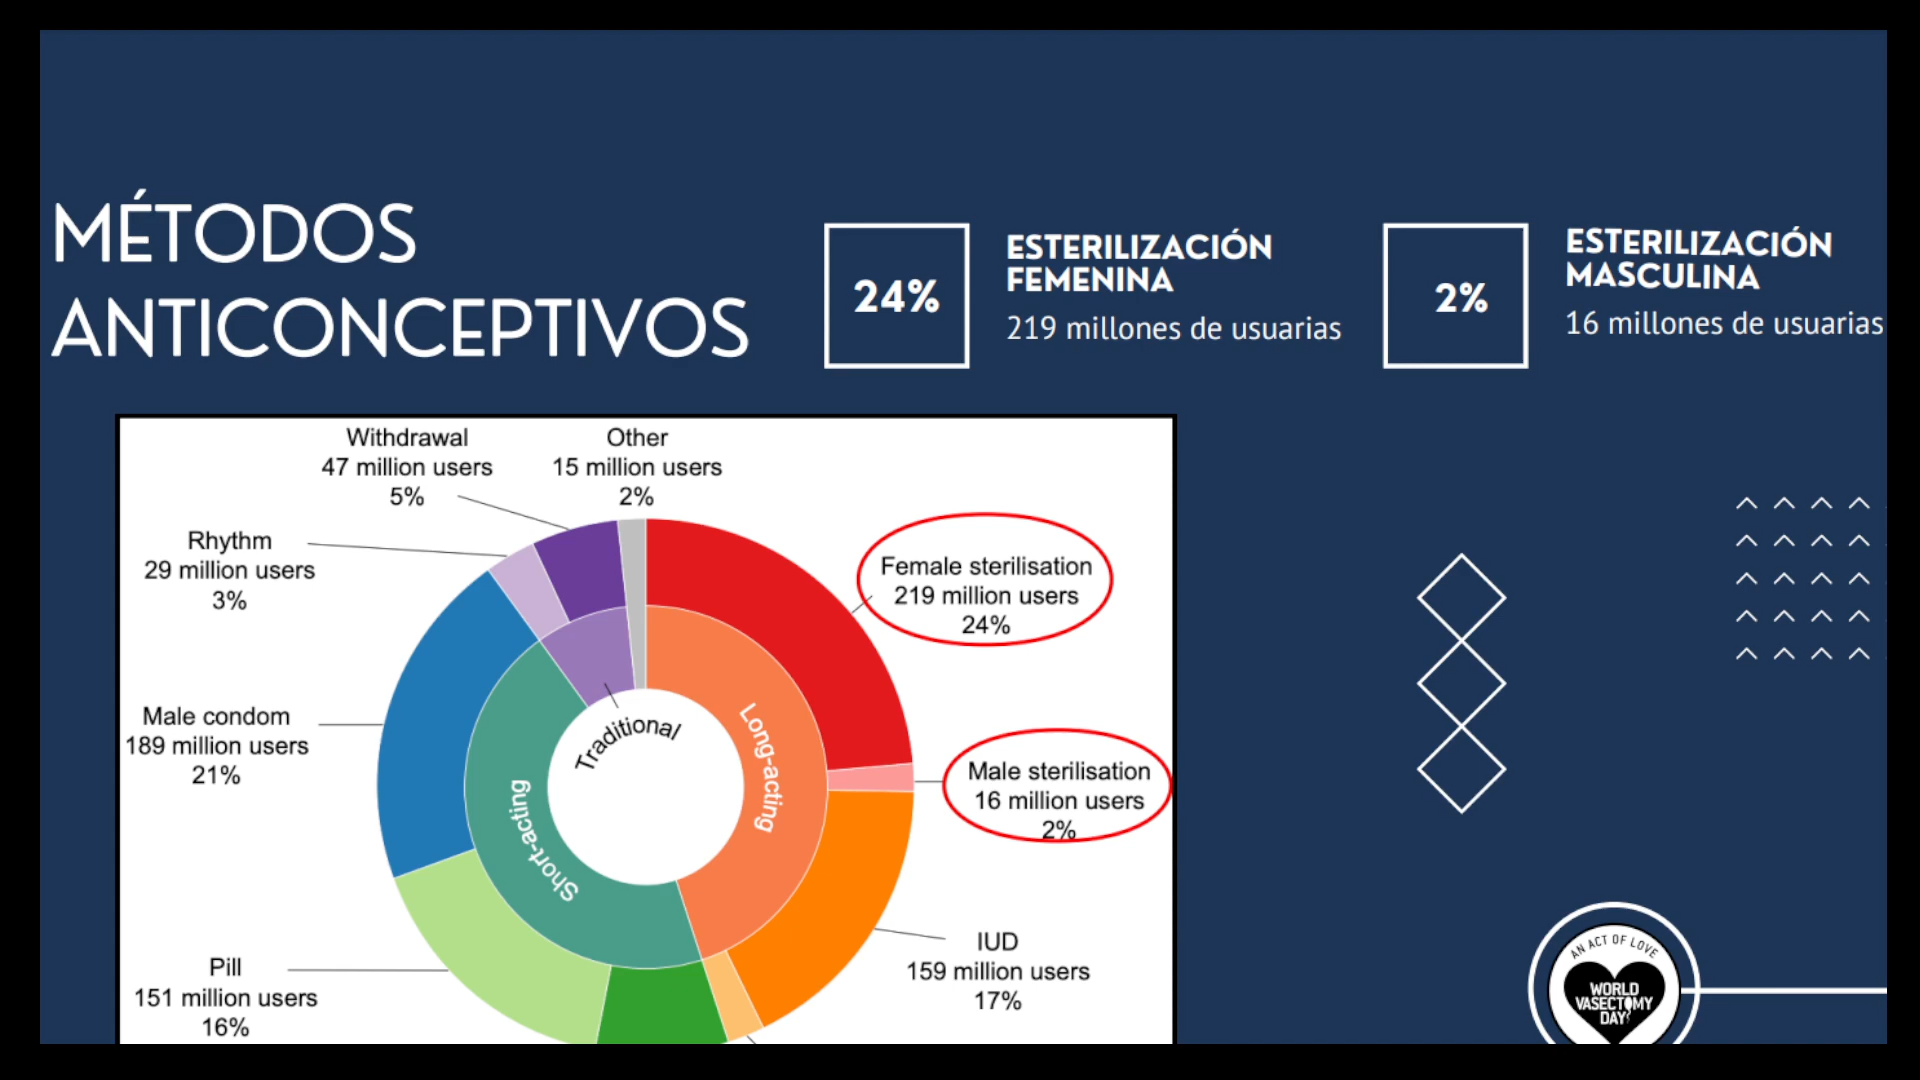 MÉTODOS
ANTICONCEPTIVOS
24%
ESTERILIZACIÓN
FEMENINA
219 millones de usuarias
2%
ESTERILIZACIÓN
MASCULINA
16 millones de usuarias
Withdrawal
47 million users
5%
Other
15 million users
2%
Rhythm
29 million users
3%
Female sterilisation
219 million users
24%
Male condom
189 million users
21%
Male sterilisation
16 million users
2%
Traditional
Long-acting
Short-acting
IUD
159 million users
17%
Pill
151 million users
16%
AN ACT OF LOVE
WORLD
VASECTOMY
DAY